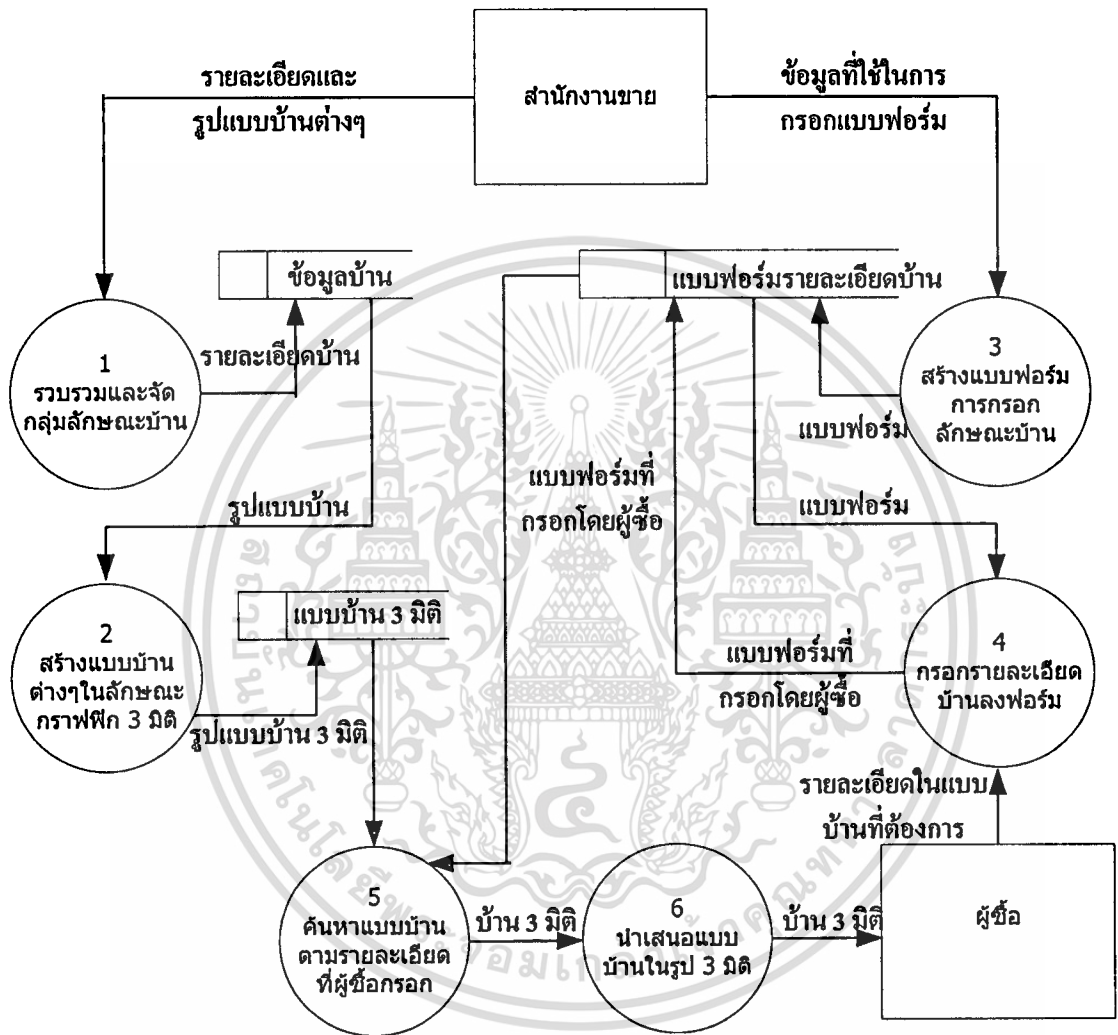 รายละเอียดและ
รูปแบบบ้านต่างๆ
สำนักงานขาย
ข้อมูลที่ใช้ในการ
กรอกแบบฟอร์ม
ข้อมูลบ้าน
แบบฟอร์มรายละเอียดบ้าน
1
รวบรวมและจัด
กลุ่มลักษณะบ้าน
รายละเอียดบ้าน
3
สร้างแบบฟอร์ม
การกรอก
ลักษณะบ้าน
แบบฟอร์ม
แบบฟอร์มที่
กรอกโดยผู้ซื้อ
รูปแบบบ้าน
แบบฟอร์ม
2
สร้างแบบบ้าน
ต่างๆในลักษณะ
กราฟฟิก 3 มิติ
แบบบ้าน 3 มิติ
รูปแบบบ้าน 3 มิติ
แบบฟอร์มที่
กรอกโดยผู้ซื้อ
4
กรอกรายละเอียด
บ้านลงฟอร์ม
รายละเอียดในแบบ
บ้านที่ต้องการ
5
ค้นหาแบบบ้าน
ตามรายละเอียด
ที่ผู้ซื้อกรอก
บ้าน 3 มิติ
6
นำเสนอแบบ
บ้านในรูป 3 มิติ
บ้าน 3 มิติ
ผู้ซื้อ